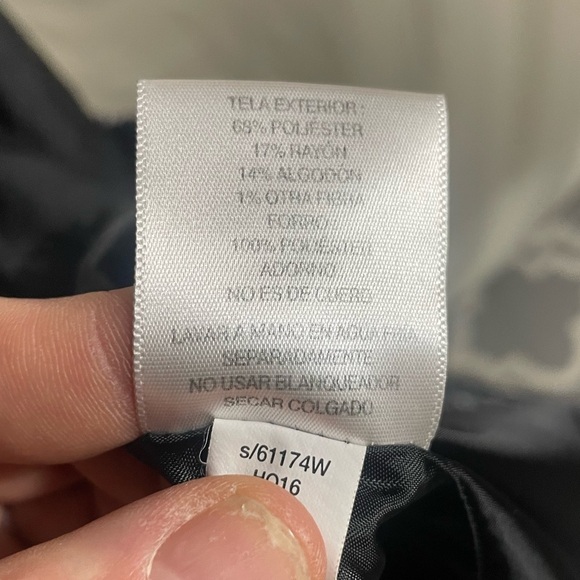 TELA EXTERIOR :
68% POLIÉSTER
17% RAYÓN
14% ALGODÓN
1% OTRA FIBRA
FORRO
100% POLIÉSTER
ADORNO
NO ES DE CUERO
LAVAR A MANO EN AGUA FRIA
SEPARADAMENTE
NO USAR BLANQUEADOR
SECAR COLGADO
s/61174W
HO16